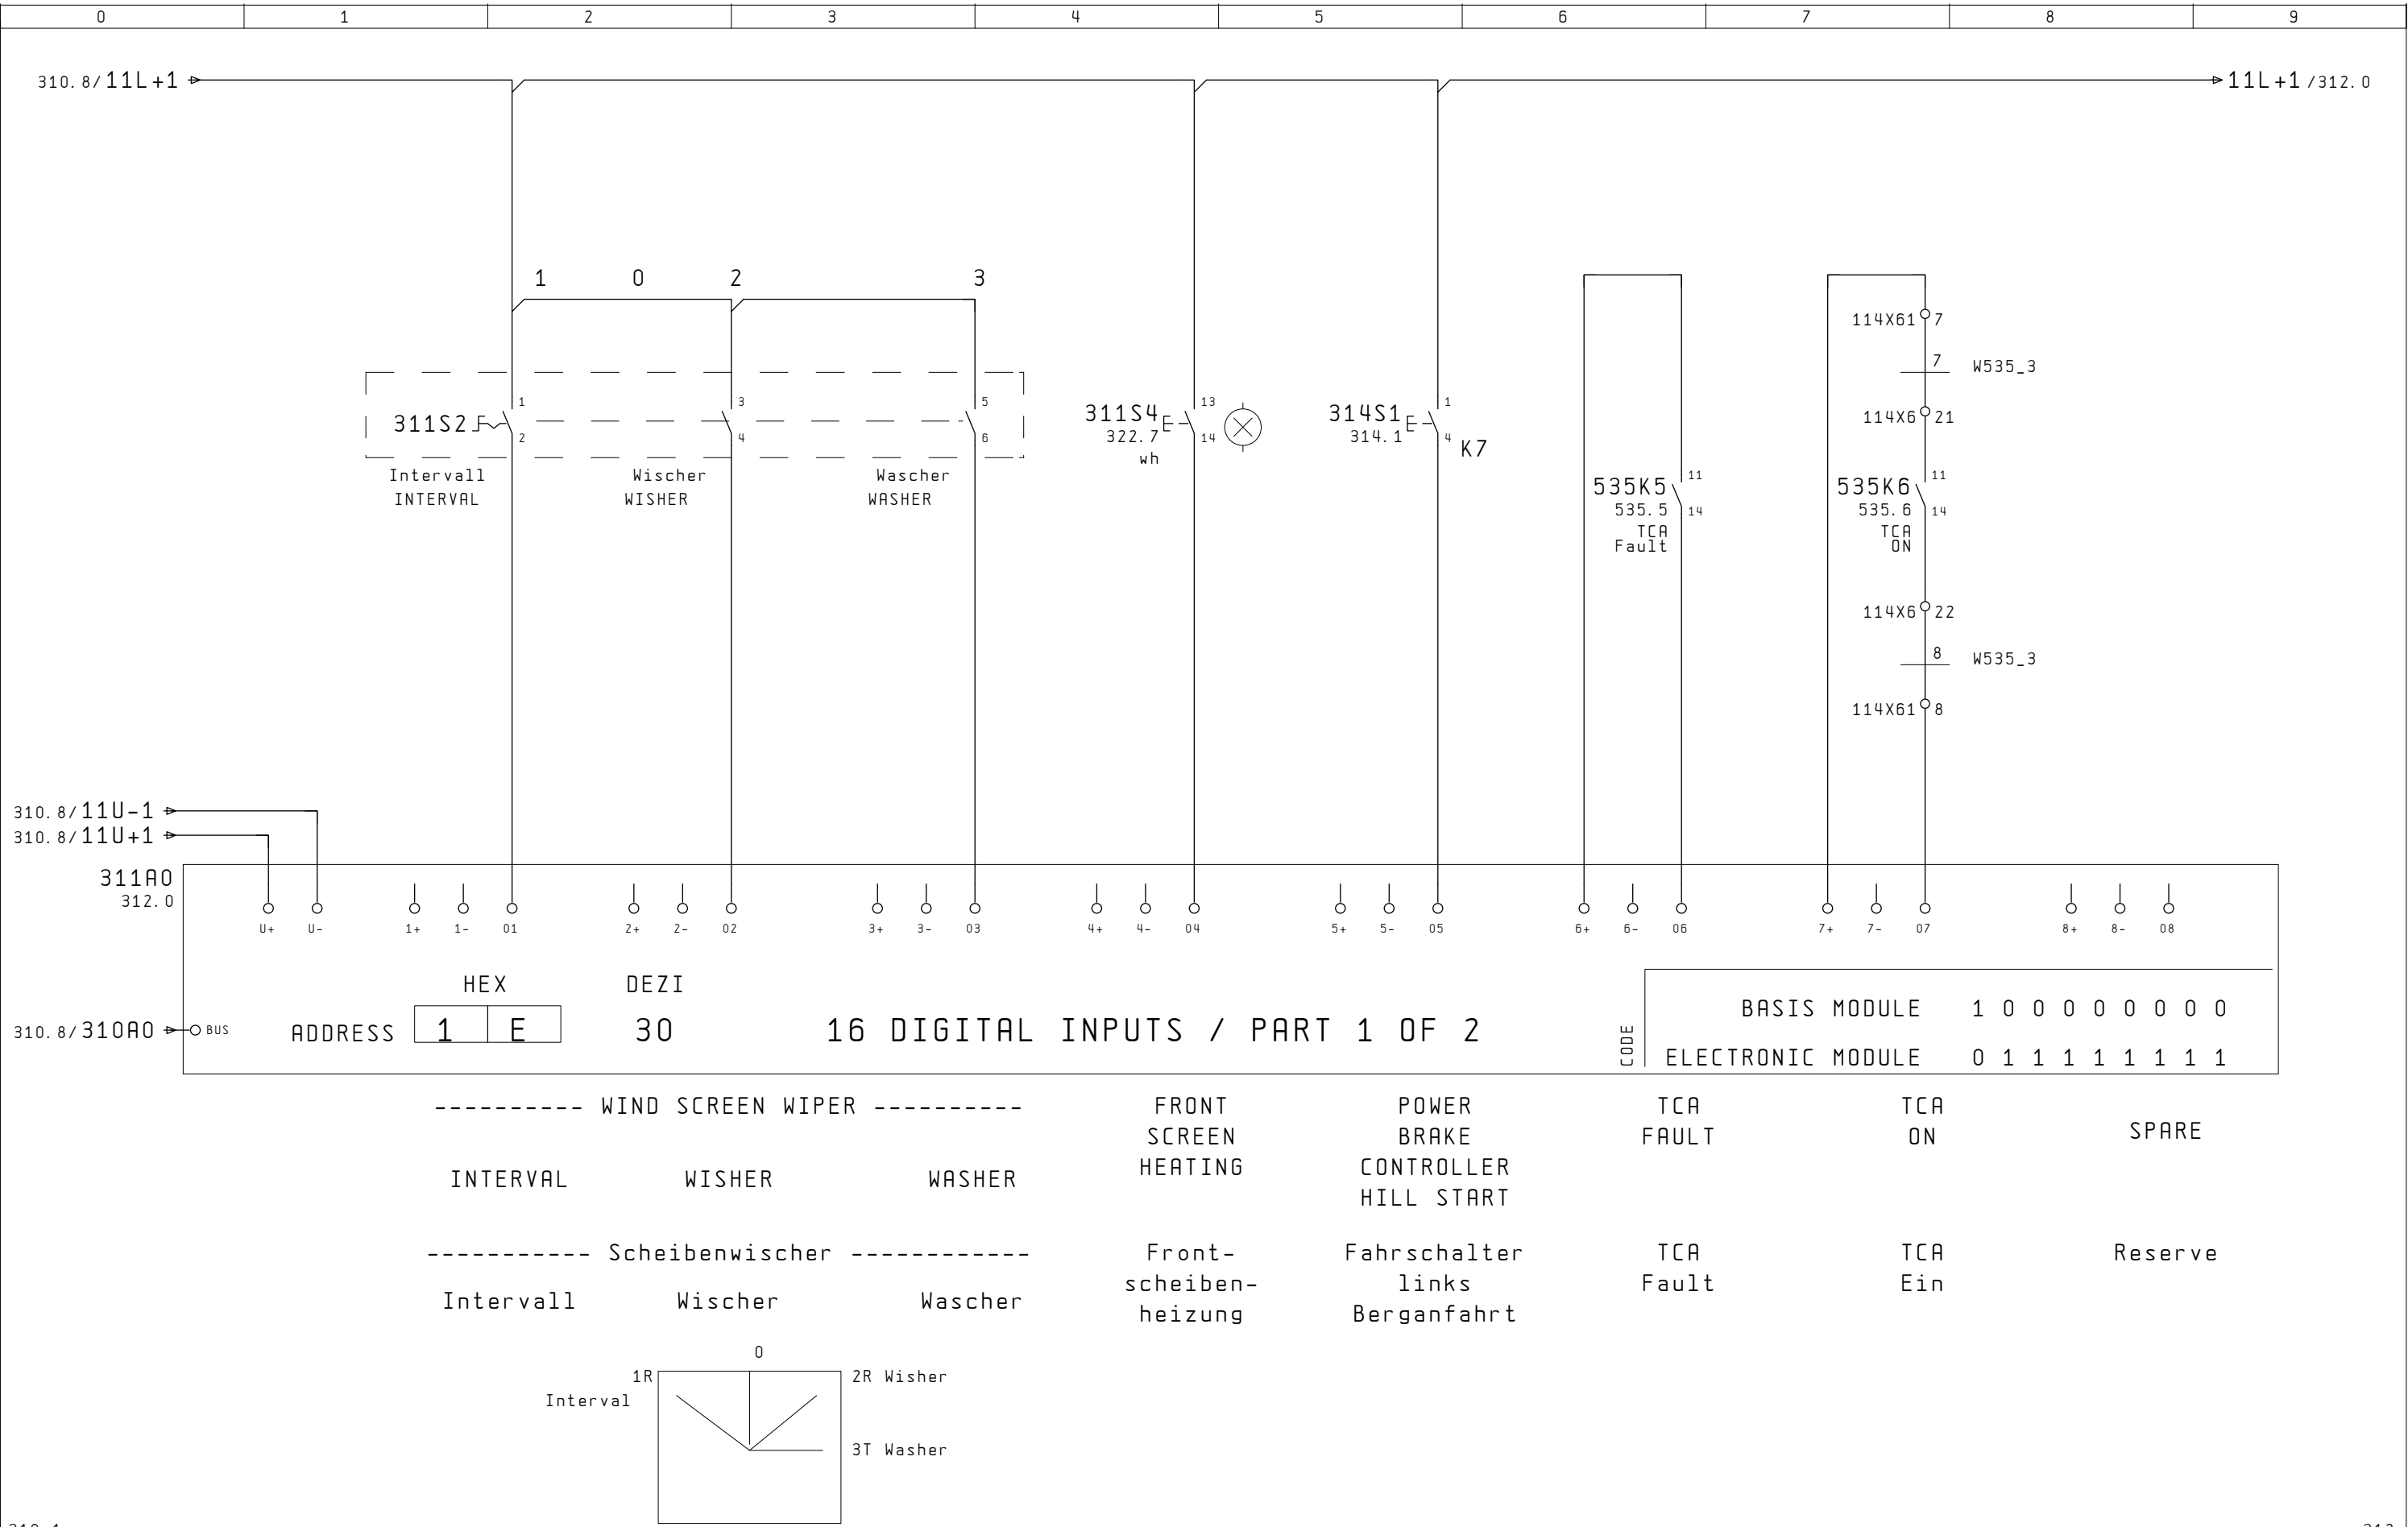 0 1 2 3 4 5 6 7 8 9
310.8/11L+1 11L+1/312.0
1 0 2 3
114X61 7
7 W535_3
1 3 5 13 1
311S2 311S4 314S1 114X6 21
2 4 6 322.7 14 314.1 4 K7
wh
Intervall Wischer Wascher
INTERVAL WISHER WASHER
11 11
535K5 535K6
535.5 14 535.6 14
TCA TCA
Fault ON
114X6 22
8 W535_3
114X61 8
310.8/11U-1
310.8/11U+1
311A0
312.0
U+ U- 1+ 1- 01 2+ 2- 02 3+ 3- 03 4+ 4- 04 5+ 5- 05 6+ 6- 06 7+ 7- 07 8+ 8- 08
HEX DEZI
310.8/310A0 BUS ADDRESS 1 E 30 16 DIGITAL INPUTS / PART 1 OF 2
CODE
BASIS MODULE 1 0 0 0 0 0 0 0 0
ELECTRONIC MODULE 0 1 1 1 1 1 1 1 1
---------- WIND SCREEN WIPER ----------
INTERVAL WISHER WASHER
FRONT
SCREEN
HEATING
POWER
BRAKE
CONTROLLER
HILL START
TCA
FAULT
TCA
ON
SPARE
----------- Scheibenwischer ------------
Intervall Wischer Wascher
Front-
scheiben-
heizung
Fahrschalter
links
Berganfahrt
TCA
Fault
TCA
Ein
Reserve
0
1R 2R Wisher
Interval
3T Washer